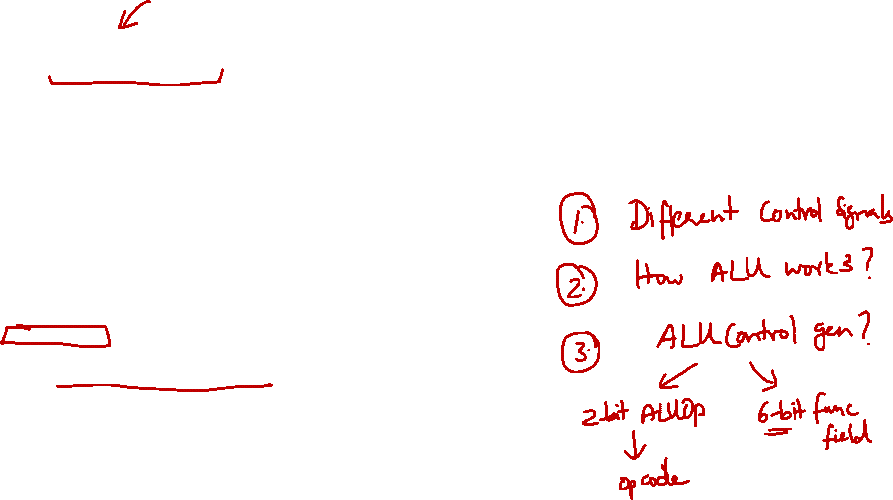 1. Different Control Signals
2. How ALU works?
3. ALU Control gen?
2-bit ALUOp
6-bit func
field
opcode